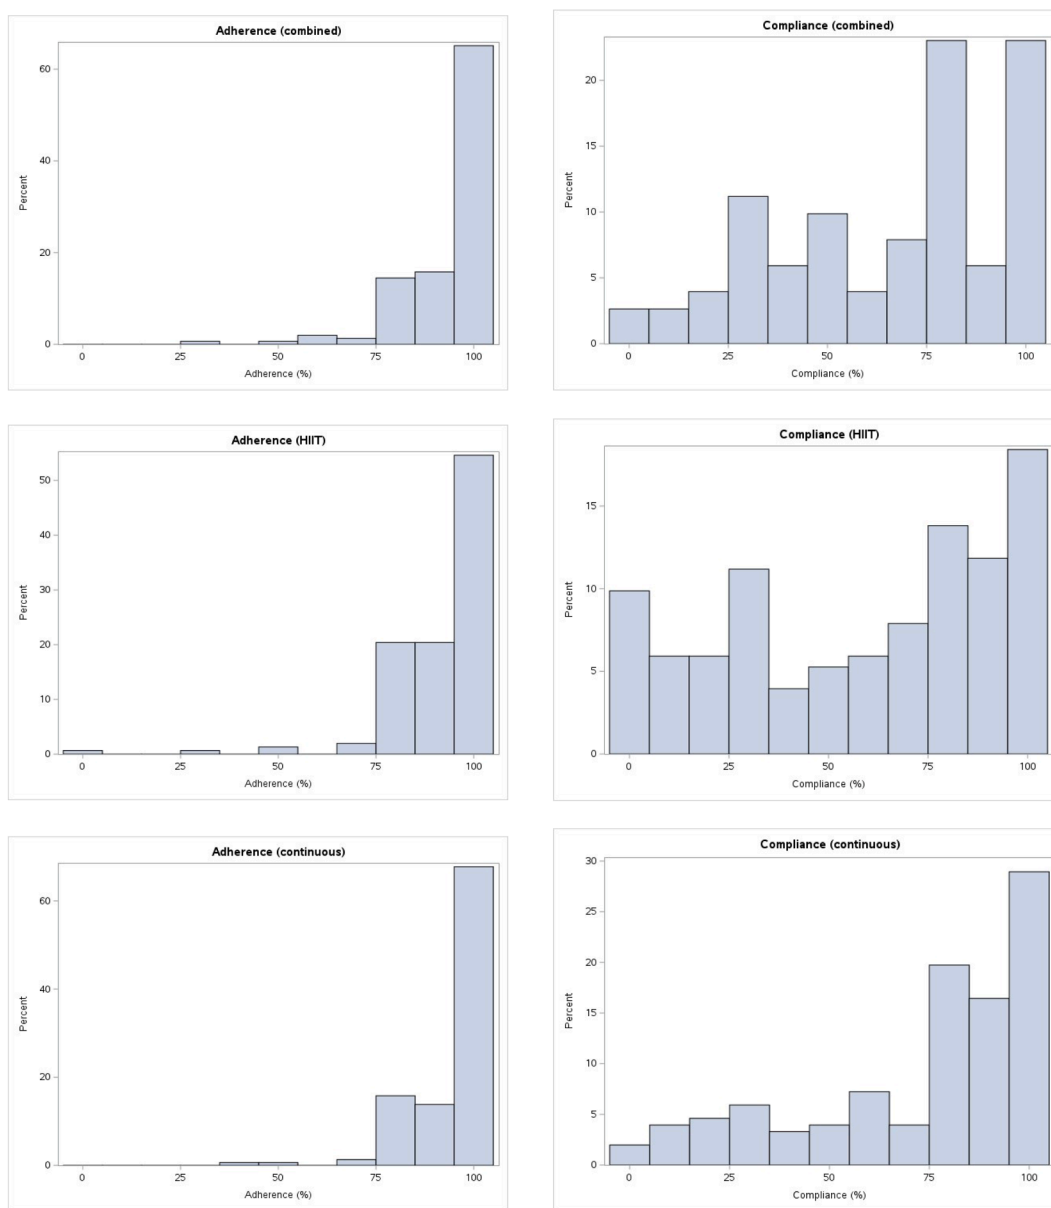 Adherence (combined)
60
40
20
0
Percent
0 25 50 75 100
Adherence (%)
Compliance (combined)
20
15
10
5
0
Percent
0 25 50 75 100
Compliance (%)
Adherence (HIIT)
50
40
30
20
10
0
Percent
0 25 50 75 100
Adherence (%)
Compliance (HIIT)
15
10
5
0
Percent
0 25 50 75 100
Compliance (%)
Adherence (continuous)
60
40
20
0
Percent
0 25 50 75 100
Adherence (%)
Compliance (continuous)
30
25
20
15
10
5
0
Percent
0 25 50 75 100
Compliance (%)